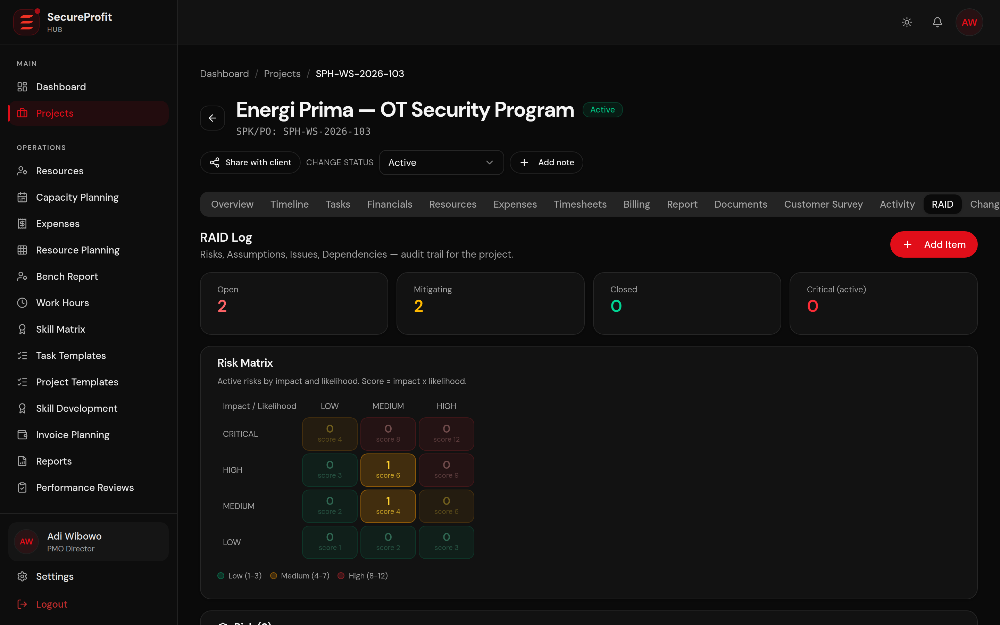 SecureProfit
HUB
AW
MAIN
Dashboard
Projects
OPERATIONS
Resources
Capacity Planning
Expenses
Resource Planning
Bench Report
Work Hours
Skill Matrix
Task Templates
Project Templates
Skill Development
Invoice Planning
Reports
Performance Reviews
AW
Adi Wibowo
PMO Director
Settings
Logout
Dashboard / Projects / SPH-WS-2026-103
Energi Prima — OT Security Program Active
SPK/PO: SPH-WS-2026-103
Share with client CHANGE STATUS Active Add note
Overview Timeline Tasks Financials Resources Expenses Timesheets Billing Report Documents Customer Survey Activity RAID Chang
RAID Log
Risks, Assumptions, Issues, Dependencies — audit trail for the project.
Add Item
Open Mitigating Closed Critical (active)
2 2 0 0
Risk Matrix
Active risks by impact and likelihood. Score = impact x likelihood.
Impact / Likelihood LOW MEDIUM HIGH
CRITICAL 0 0 0
score 4 score 8 score 12
HIGH 0 1 0
score 3 score 6 score 9
MEDIUM 0 1 0
score 2 score 4 score 6
LOW 0 0 0
score 1 score 2 score 3
Low (1-3) Medium (4-7) High (8-12)